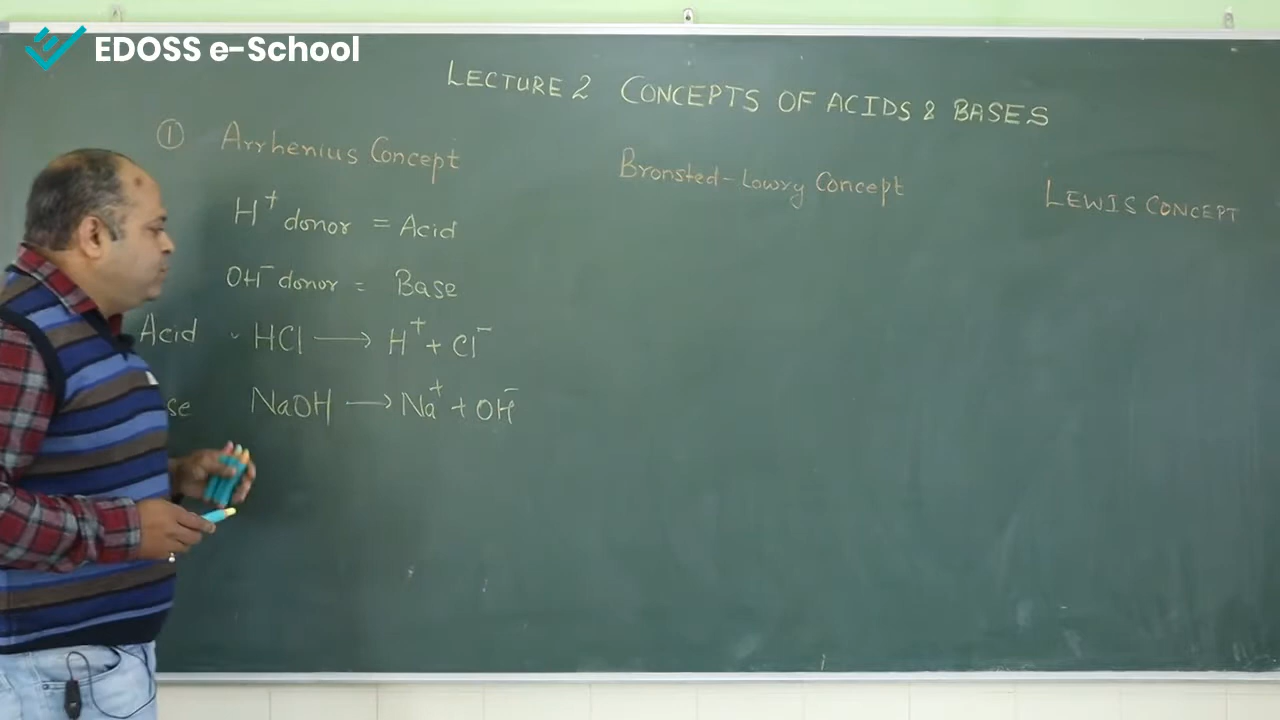 EDOSS e-School
LECTURE 2 CONCEPTS OF ACIDS & BASES
① Arrhenius Concept
H⁺ donor = Acid
OH⁻ donor = Base
Acid HCl ⟶ H⁺ + Cl⁻
se NaOH ⟶ Na⁺ + OH⁻
Bronsted-Lowry Concept
LEWIS CONCEPT